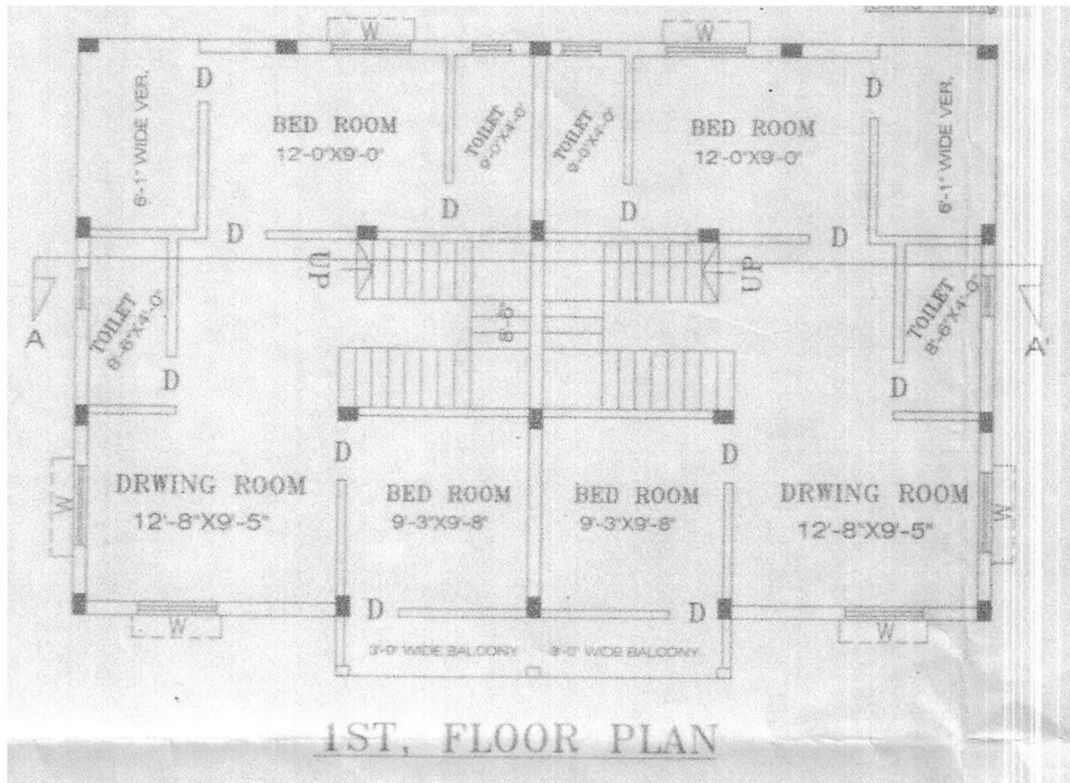 W
W
D
D
6'-1" WIDE VER.
BED ROOM
12'-0"X9'-0"
TOILET
9'-0"X4'-0"
TOILET
9'-0"X4'-0"
BED ROOM
12'-0"X9'-0"
6'-1" WIDE VER.
D
D
D
D
UP
UP
A
TOILET
8'-6"X4'-0"
8'-6"
TOILET
8'-6"X4'-0"
A'
D
D
D
D
DRWING ROOM
12'-8"X9'-5"
BED ROOM
9'-3"X9'-8"
BED ROOM
9'-3"X9'-8"
DRWING ROOM
12'-8"X9'-5"
W
W
D
D
W
W
3'-0" WIDE BALCONY
3'-0" WIDE BALCONY
1ST, FLOOR PLAN